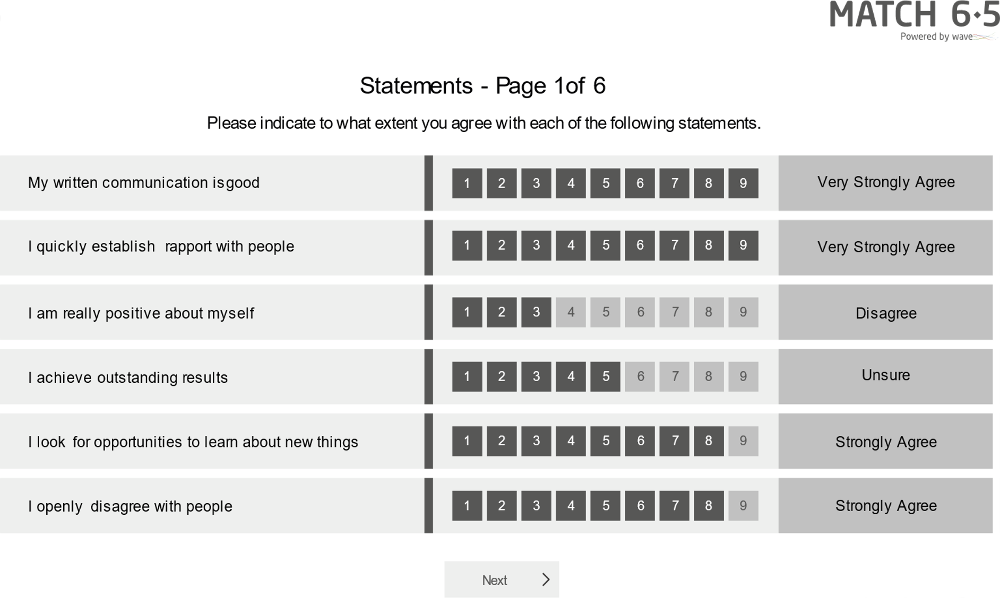 MATCH 6·5
Powered by wave
Statements - Page 1of 6
Please indicate to what extent you agree with each of the following statements.
My written communication is good 1 2 3 4 5 6 7 8 9 Very Strongly Agree
I quickly establish rapport with people 1 2 3 4 5 6 7 8 9 Very Strongly Agree
I am really positive about myself 1 2 3 4 5 6 7 8 9 Disagree
I achieve outstanding results 1 2 3 4 5 6 7 8 9 Unsure
I look for opportunities to learn about new things 1 2 3 4 5 6 7 8 9 Strongly Agree
I openly disagree with people 1 2 3 4 5 6 7 8 9 Strongly Agree
Next